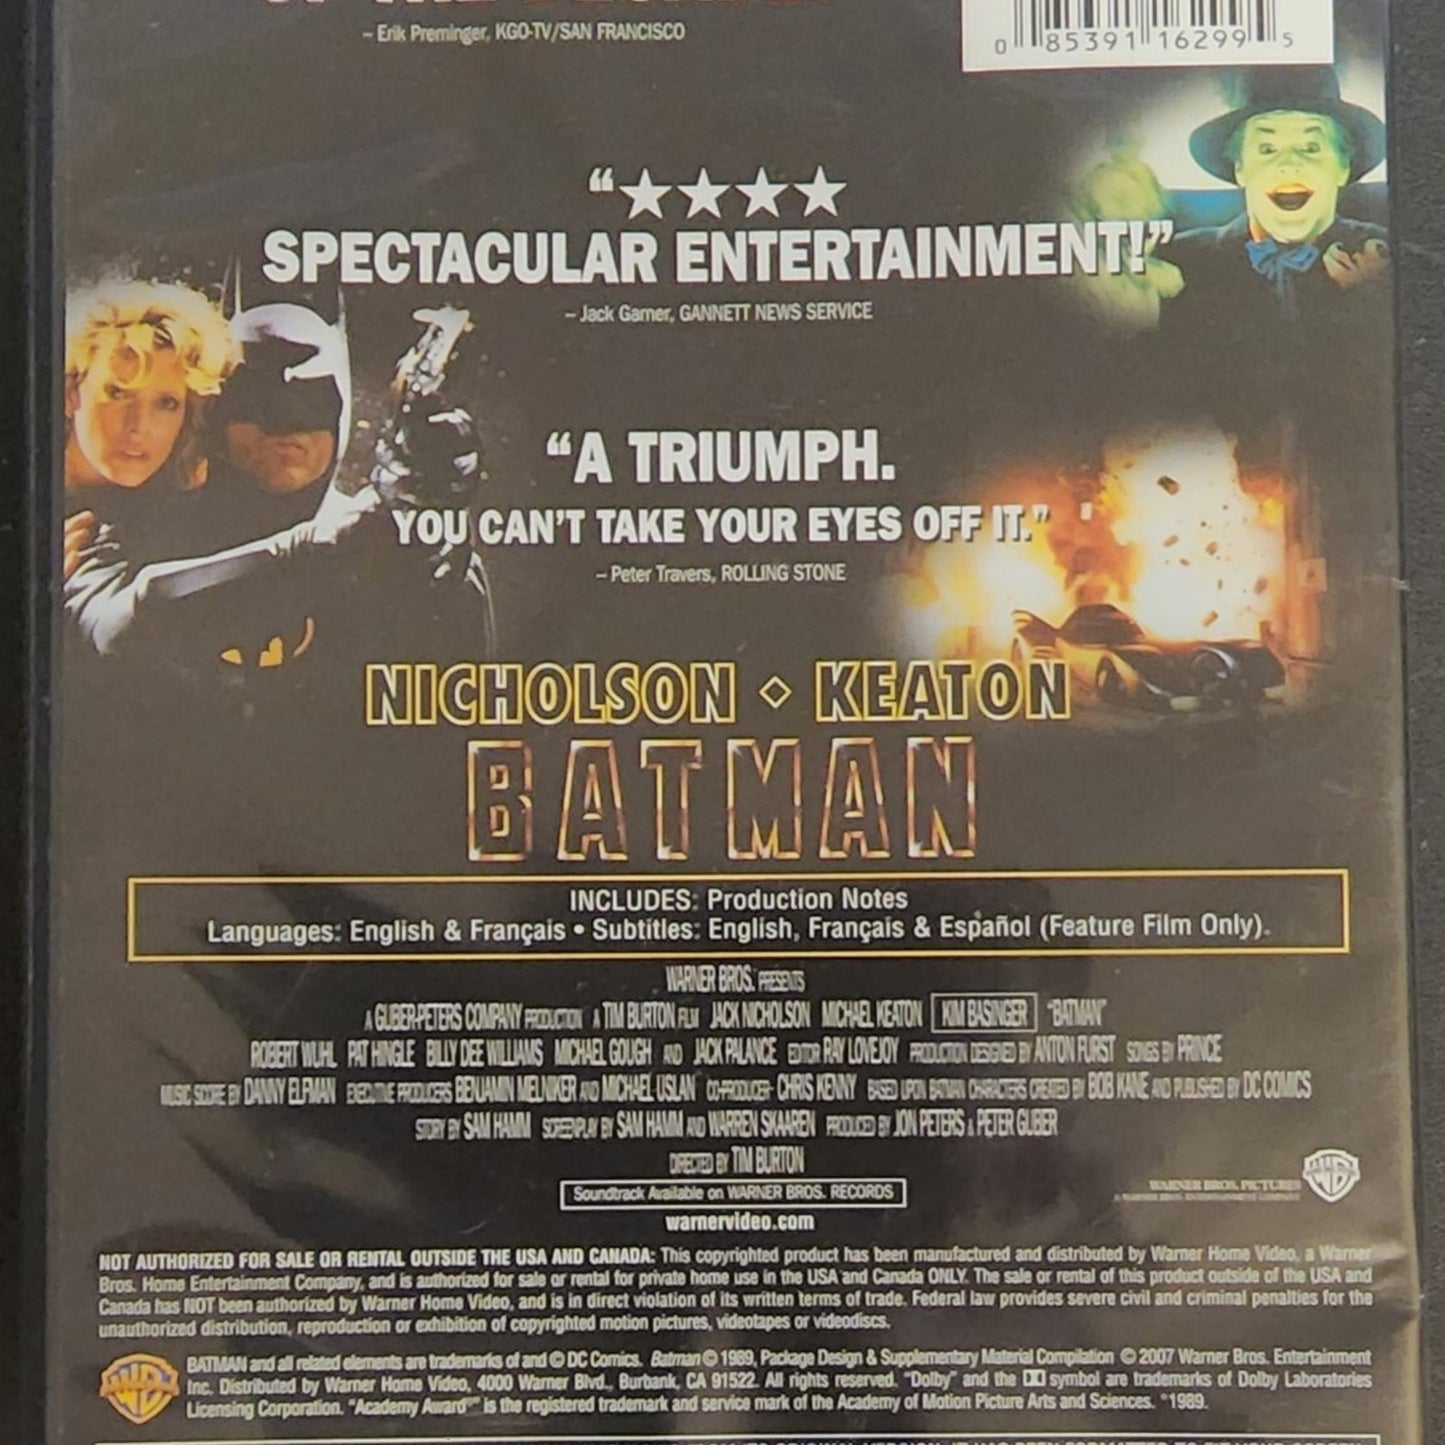 – Erik Preminger, KGO-TV/SAN FRANCISCO
0 85391 16299 5
“★★★★
SPECTACULAR ENTERTAINMENT!”
– Jack Garner, GANNETT NEWS SERVICE
“A TRIUMPH.
YOU CAN’T TAKE YOUR EYES OFF IT.”
– Peter Travers, ROLLING STONE
NICHOLSON ◇ KEATON
BATMAN
INCLUDES: Production Notes
Languages: English & Français • Subtitles: English, Français & Español (Feature Film Only).
WARNER BROS. PRESENTS
A GUBER-PETERS COMPANY PRODUCTION A TIM BURTON FILM JACK NICHOLSON MICHAEL KEATON KIM BASINGER “BATMAN”
ROBERT WUHL PAT HINGLE BILLY DEE WILLIAMS MICHAEL GOUGH AND JACK PALANCE EDITOR RAY LOVEJOY PRODUCTION DESIGNED BY ANTON FURST SONGS BY PRINCE
MUSIC SCORE BY DANNY ELFMAN EXECUTIVE PRODUCERS BENJAMIN MELNIKER AND MICHAEL USLAN CO-PRODUCER CHRIS KENNY BASED UPON BATMAN CHARACTERS CREATED BY BOB KANE AND PUBLISHED BY DC COMICS
STORY BY SAM HAMM SCREENPLAY BY SAM HAMM AND WARREN SKAAREN PRODUCED BY JON PETERS & PETER GUBER
DIRECTED BY TIM BURTON
WARNER BROS. PICTURES
A WARNER BROS. ENTERTAINMENT COMPANY
Soundtrack Available on WARNER BROS. RECORDS
warnervideo.com
NOT AUTHORIZED FOR SALE OR RENTAL OUTSIDE THE USA AND CANADA: This copyrighted product has been manufactured and distributed by Warner Home Video, a Warner
Bros. Home Entertainment Company, and is authorized for sale or rental for private home use in the USA and Canada ONLY. The sale or rental of this product outside of the USA and
Canada has NOT been authorized by Warner Home Video, and is in direct violation of its written terms of trade. Federal law provides severe civil and criminal penalties for the
unauthorized distribution, reproduction or exhibition of copyrighted motion pictures, videotapes or videodiscs.
BATMAN and all related elements are trademarks of and © DC Comics. Batman © 1989, Package Design & Supplementary Material Compilation © 2007 Warner Bros. Entertainment
Inc. Distributed by Warner Home Video, 4000 Warner Blvd., Burbank, CA 91522. All rights reserved. “Dolby” and the symbol are trademarks of Dolby Laboratories
Licensing Corporation. “Academy Award®” is the registered trademark and service mark of the Academy of Motion Picture Arts and Sciences. *1989.